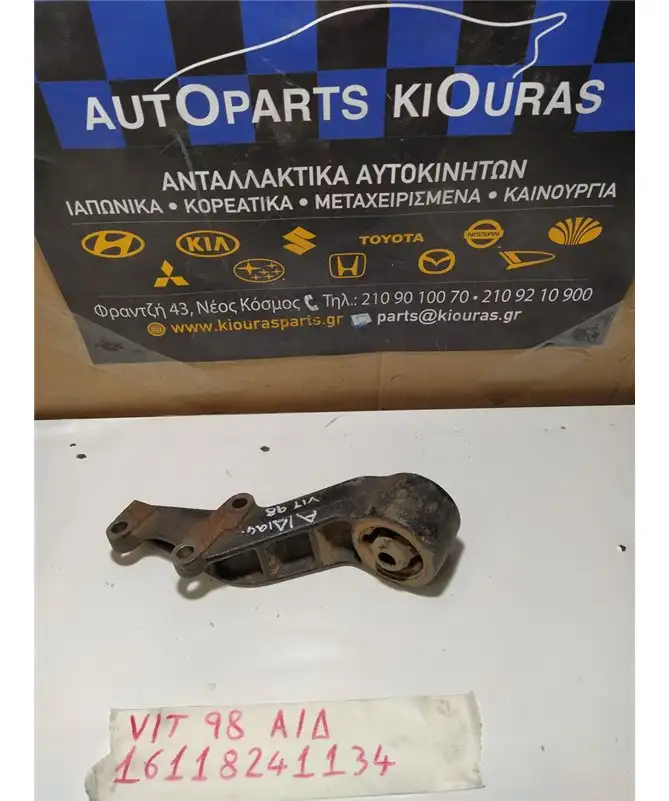 AUTOPARTS KIOURAS
ΑΝΤΑΛΛΑΚΤΙΚΑ ΑΥΤΟΚΙΝΗΤΩΝ
ΙΑΠΩΝΙΚΑ • ΚΟΡΕΑΤΙΚΑ • ΜΕΤΑΧΕΙΡΙΣΜΕΝΑ • ΚΑΙΝΟΥΡΓΙΑ
KIA TOYOTA NISSAN
Φραντζή 43, Νέος Κόσμος Τηλ.: 210 90 100 70 • 210 92 10 900
www.kiourasparts.gr parts@kiouras.gr
VIT 98
Α/Διασ.
VIT 98 Α/Δ
16118241134